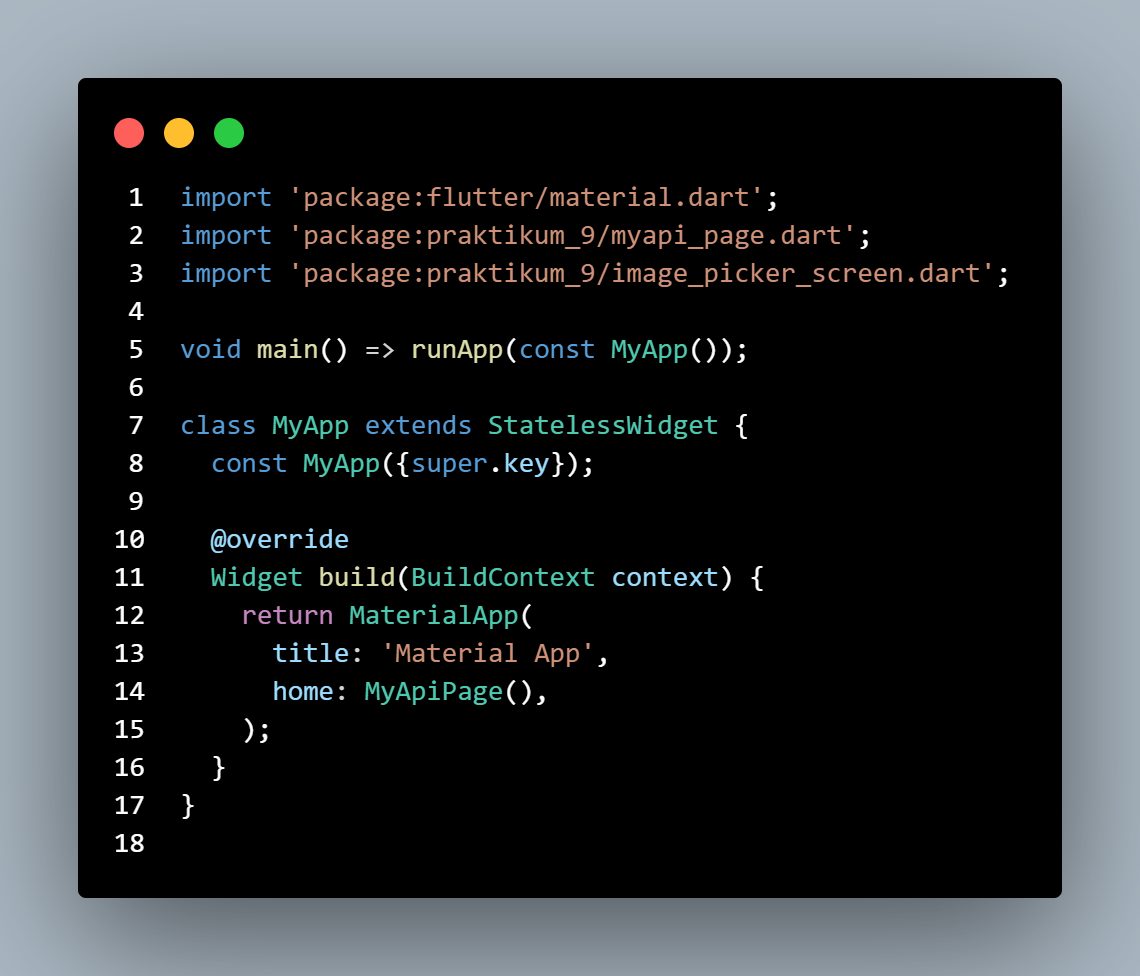 1 import 'package:flutter/material.dart';
2 import 'package:praktikum_9/myapi_page.dart';
3 import 'package:praktikum_9/image_picker_screen.dart';
4
5 void main() => runApp(const MyApp());
6
7 class MyApp extends StatelessWidget {
8   const MyApp({super.key});
9
10   @override
11   Widget build(BuildContext context) {
12     return MaterialApp(
13       title: 'Material App',
14       home: MyApiPage(),
15     );
16   }
17 }
18